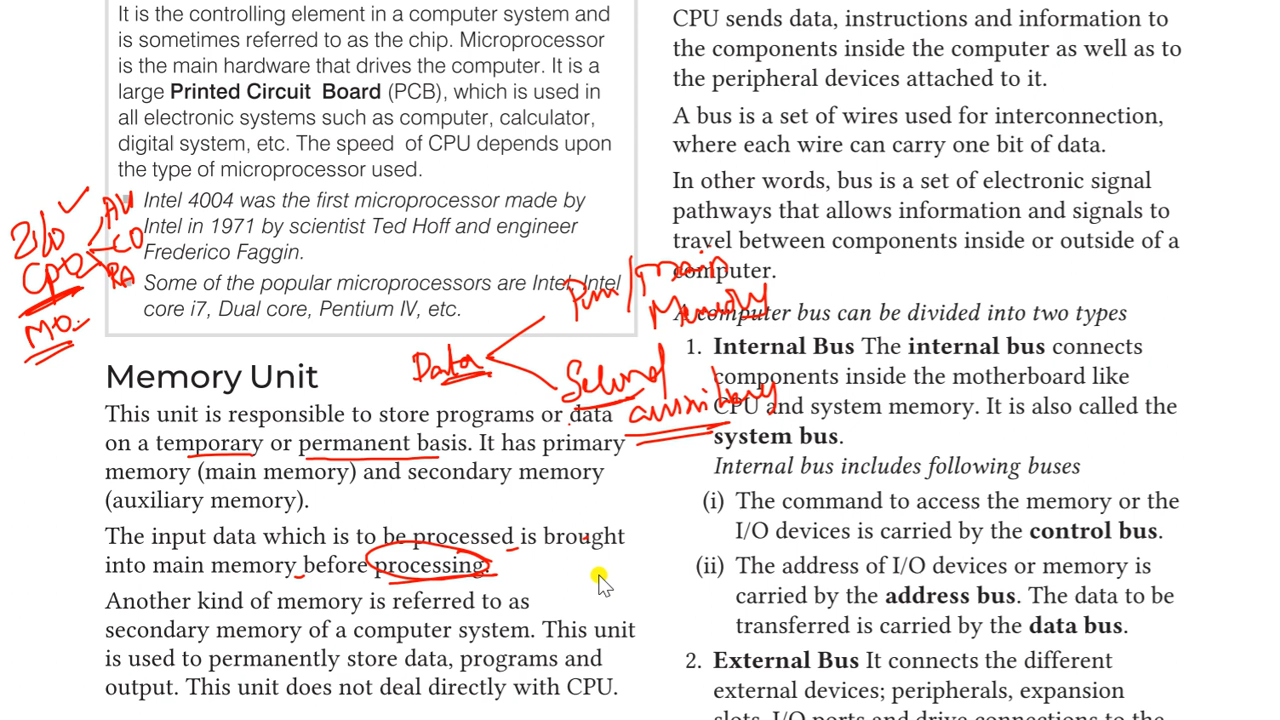 It is the controlling element in a computer system and
is sometimes referred to as the chip. Microprocessor
is the main hardware that drives the computer. It is a
large Printed Circuit Board (PCB), which is used in
all electronic systems such as computer, calculator,
digital system, etc. The speed of CPU depends upon
the type of microprocessor used.
Intel 4004 was the first microprocessor made by
Intel in 1971 by scientist Ted Hoff and engineer
Frederico Faggin.
Some of the popular microprocessors are Intel, Intel
core i7, Dual core, Pentium IV, etc.
AU
CU
CPU
RA
MU
Data
Prim/main
Memory
Second
auxiliary
Memory Unit
This unit is responsible to store programs or data
on a temporary or permanent basis. It has primary
memory (main memory) and secondary memory
(auxiliary memory).
The input data which is to be processed is brought
into main memory before processing.
Another kind of memory is referred to as
secondary memory of a computer system. This unit
is used to permanently store data, programs and
output. This unit does not deal directly with CPU.
CPU sends data, instructions and information to
the components inside the computer as well as to
the peripheral devices attached to it.
A bus is a set of wires used for interconnection,
where each wire can carry one bit of data.
In other words, bus is a set of electronic signal
pathways that allows information and signals to
travel between components inside or outside of a
computer.
A computer bus can be divided into two types
1. Internal Bus The internal bus connects
components inside the motherboard like
CPU and system memory. It is also called the
system bus.
Internal bus includes following buses
(i) The command to access the memory or the
I/O devices is carried by the control bus.
(ii) The address of I/O devices or memory is
carried by the address bus. The data to be
transferred is carried by the data bus.
2. External Bus It connects the different
external devices; peripherals, expansion
slots, I/O ports and drive connections to the